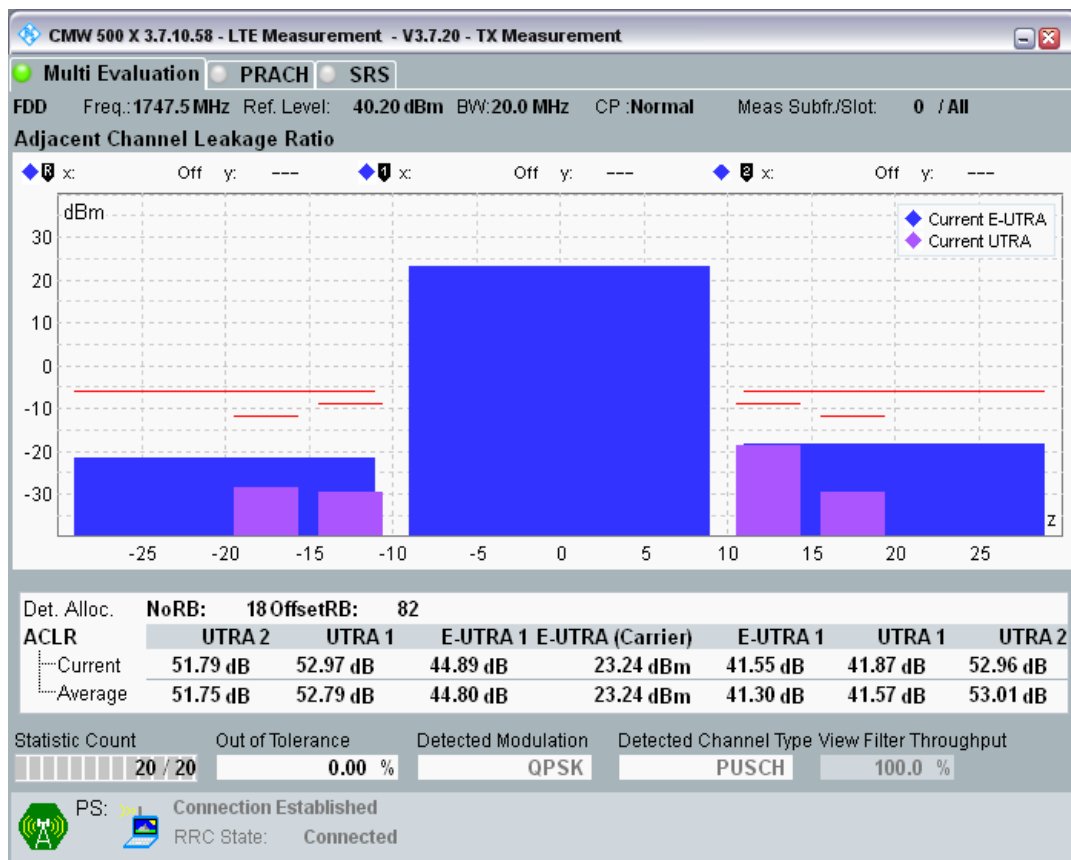 CMW 500 X 3.7.10.58 - LTE Measurement - V3.7.20 - TX Measurement
Multi Evaluation PRACH SRS
FDD Freq.:1747.5 MHz Ref. Level: 40.20 dBm BW:20.0 MHz CP :Normal Meas Subfr./Slot: 0 / All
Adjacent Channel Leakage Ratio
R x: Off y: --- 1 x: Off y: --- 2 x: Off y: ---
dBm
Current E-UTRA
Current UTRA
30
20
10
0
-10
-20
-30
z
-25 -20 -15 -10 -5 0 5 10 15 20 25
Det. Alloc. NoRB: 18 OffsetRB: 82
ACLR UTRA 2 UTRA 1 E-UTRA 1 E-UTRA (Carrier) E-UTRA 1 UTRA 1 UTRA 2
Current 51.79 dB 52.97 dB 44.89 dB 23.24 dBm 41.55 dB 41.87 dB 52.96 dB
Average 51.75 dB 52.79 dB 44.80 dB 23.24 dBm 41.30 dB 41.57 dB 53.01 dB
Statistic Count Out of Tolerance Detected Modulation Detected Channel Type View Filter Throughput
20 / 20 0.00 % QPSK PUSCH 100.0 %
PS: Connection Established
RRC State: Connected